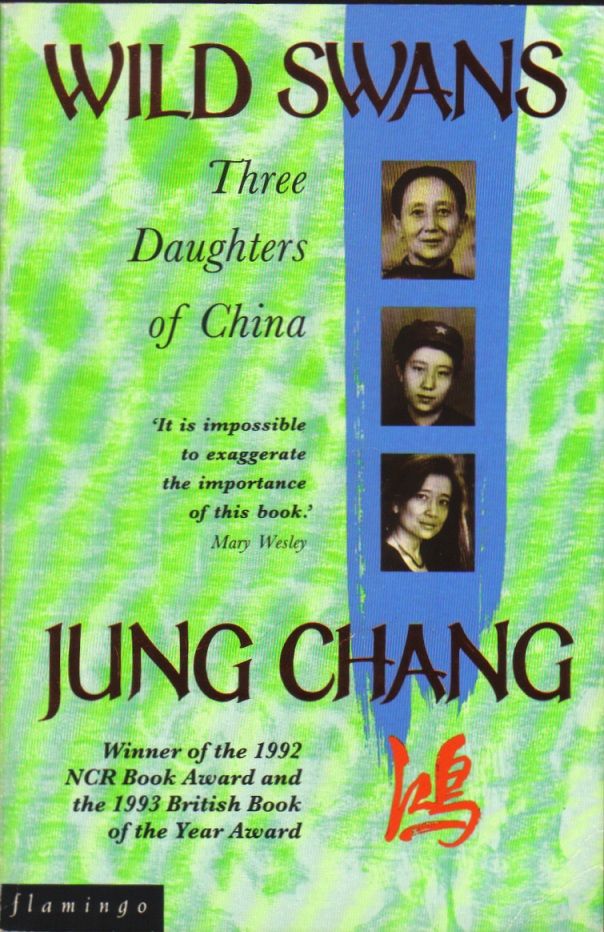 WILD SWANS
Three
Daughters
of China
‘It is impossible
to exaggerate
the importance
of this book.’
Mary Wesley
JUNG CHANG
鴻
Winner of the 1992
NCR Book Award and
the 1993 British Book
of the Year Award
flamingo